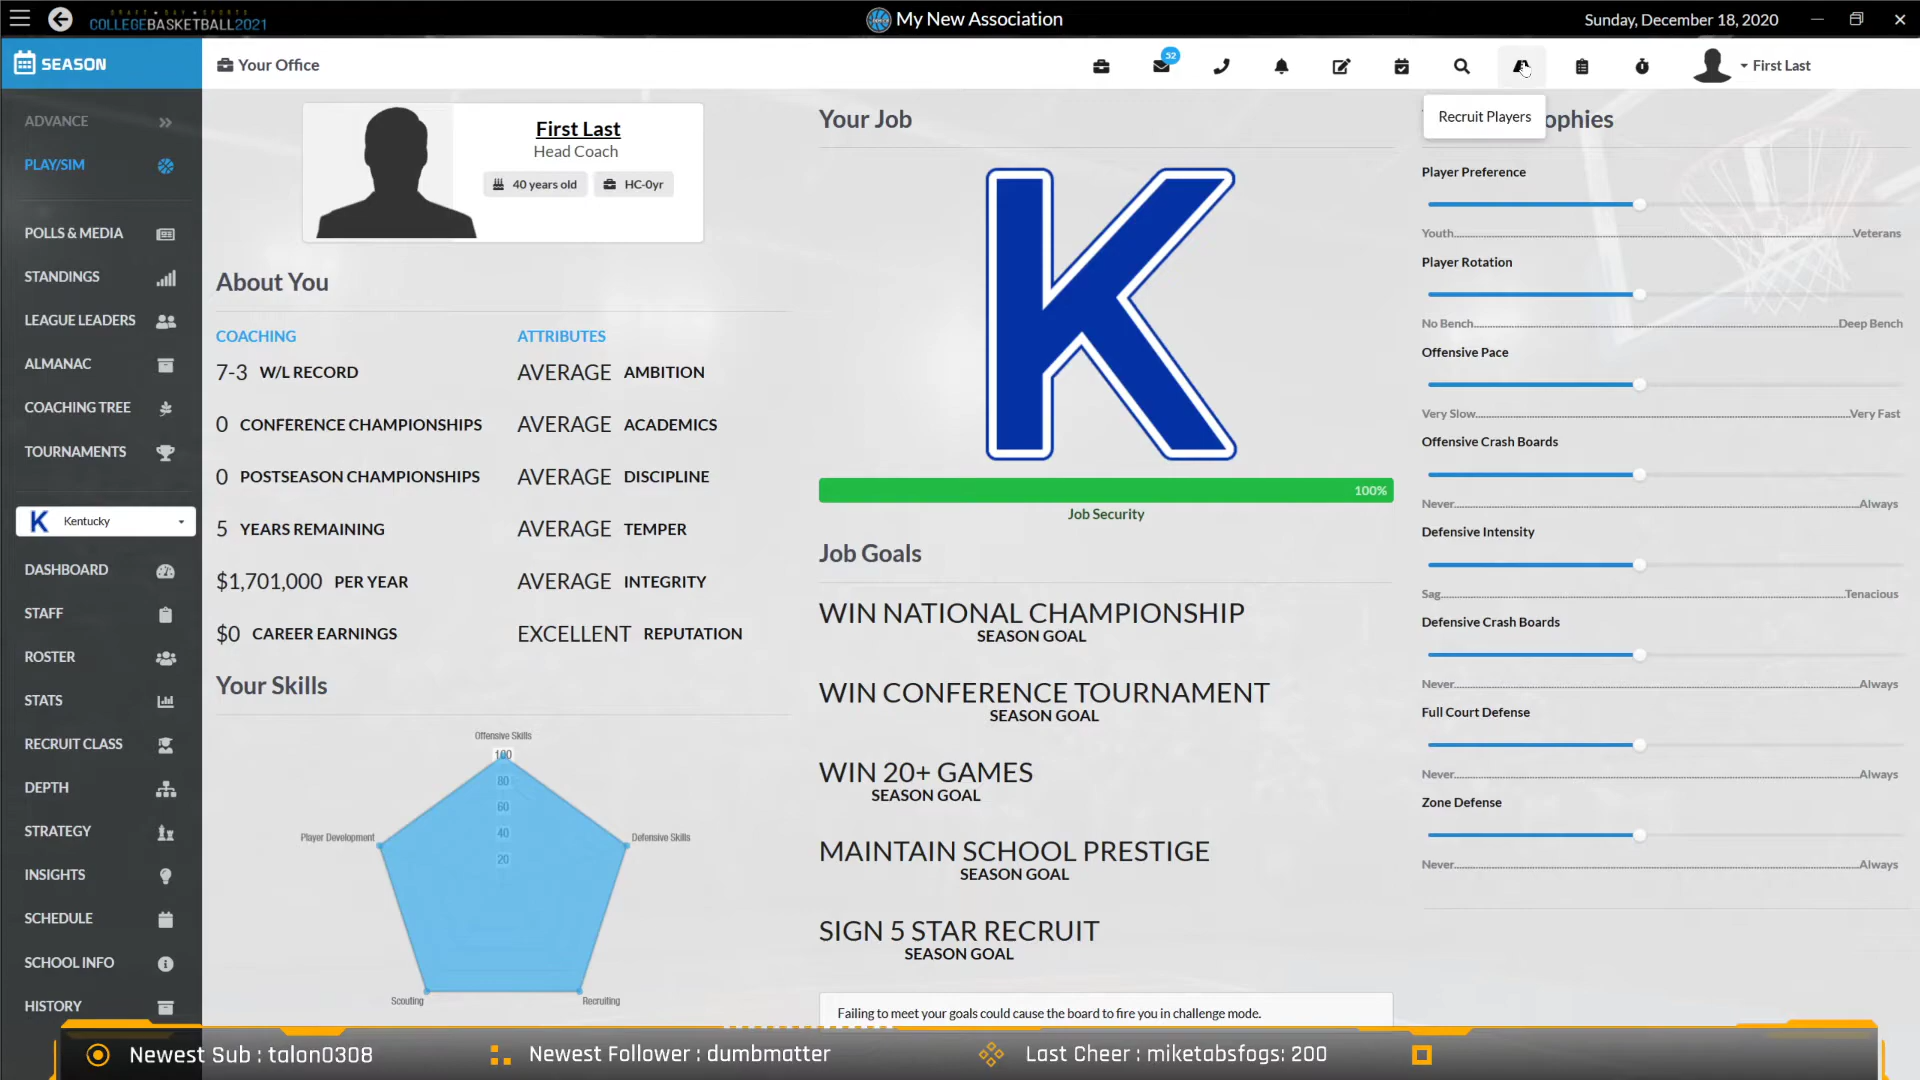 DRAFT DAY SPORTS
COLLEGEBASKETBALL2021
My New Association
Sunday, December 18, 2020
SEASON
Your Office
52
First Last
Recruit Players
ADVANCE
PLAY/SIM
POLLS & MEDIA
STANDINGS
LEAGUE LEADERS
ALMANAC
COACHING TREE
TOURNAMENTS
K Kentucky
DASHBOARD
STAFF
ROSTER
STATS
RECRUIT CLASS
DEPTH
STRATEGY
INSIGHTS
SCHEDULE
SCHOOL INFO
HISTORY
First Last
Head Coach
40 years old HC-0yr
About You
COACHING
7-3 W/L RECORD
0 CONFERENCE CHAMPIONSHIPS
0 POSTSEASON CHAMPIONSHIPS
5 YEARS REMAINING
$1,701,000 PER YEAR
$0 CAREER EARNINGS
ATTRIBUTES
AVERAGE AMBITION
AVERAGE ACADEMICS
AVERAGE DISCIPLINE
AVERAGE TEMPER
AVERAGE INTEGRITY
EXCELLENT REPUTATION
Your Skills
Offensive Skills
100
80
60
40
20
Player Development
Defensive Skills
Scouting
Recruiting
Your Job
K
100%
Job Security
Job Goals
WIN NATIONAL CHAMPIONSHIP
SEASON GOAL
WIN CONFERENCE TOURNAMENT
SEASON GOAL
WIN 20+ GAMES
SEASON GOAL
MAINTAIN SCHOOL PRESTIGE
SEASON GOAL
SIGN 5 STAR RECRUIT
SEASON GOAL
Failing to meet your goals could cause the board to fire you in challenge mode.
ophies
Player Preference
Youth Veterans
Player Rotation
No Bench Deep Bench
Offensive Pace
Very Slow Very Fast
Offensive Crash Boards
Never Always
Defensive Intensity
Sag Tenacious
Defensive Crash Boards
Never Always
Full Court Defense
Never Always
Zone Defense
Never Always
Newest Sub : talon0308
Newest Follower : dumbmatter
Last Cheer : miketabsfogs: 200